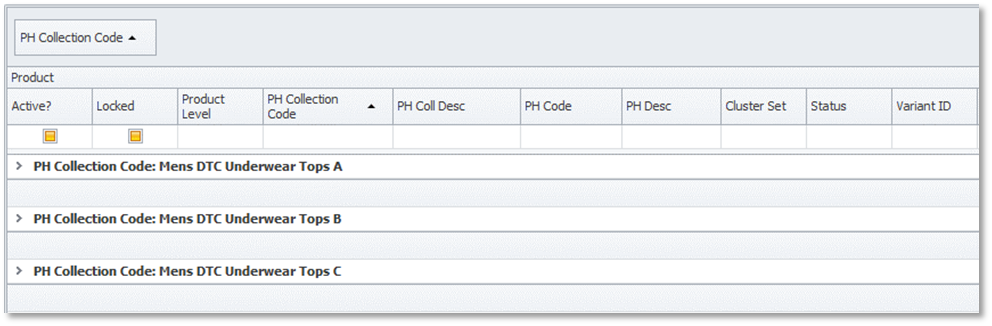 PH Collection Code
Product
Active? Locked Product Level PH Collection Code PH Coll Desc PH Code PH Desc Cluster Set Status Variant ID
PH Collection Code: Mens DTC Underwear Tops A
PH Collection Code: Mens DTC Underwear Tops B
PH Collection Code: Mens DTC Underwear Tops C